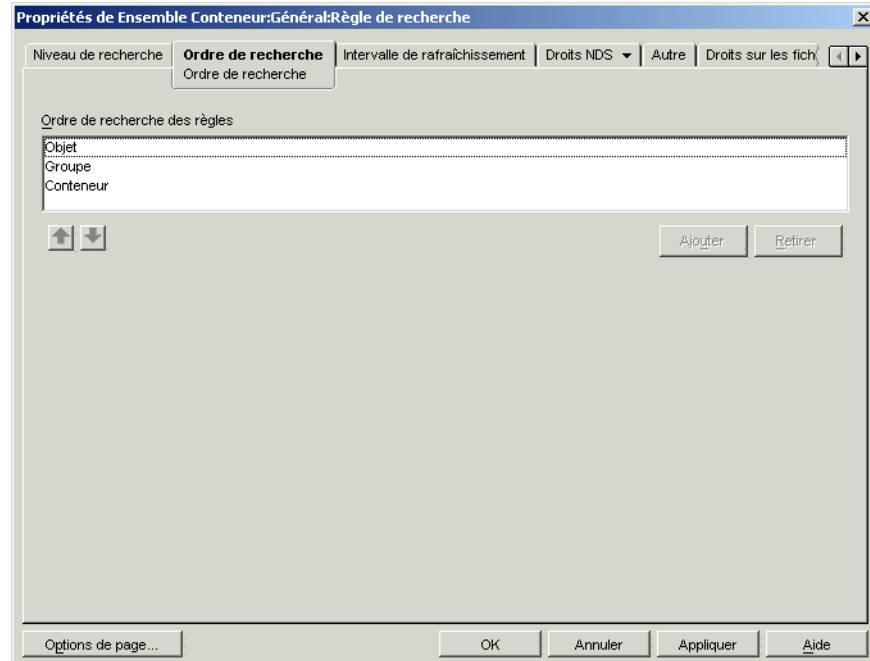 Propriétés de Ensemble Conteneur:Général:Règle de recherche
Niveau de recherche Ordre de recherche Intervalle de rafraîchissement Droits NDS Autre Droits sur les fich
Ordre de recherche
Ordre de recherche des règles
Objet
Groupe
Conteneur
Ajouter Retirer
Options de page... OK Annuler Appliquer Aide